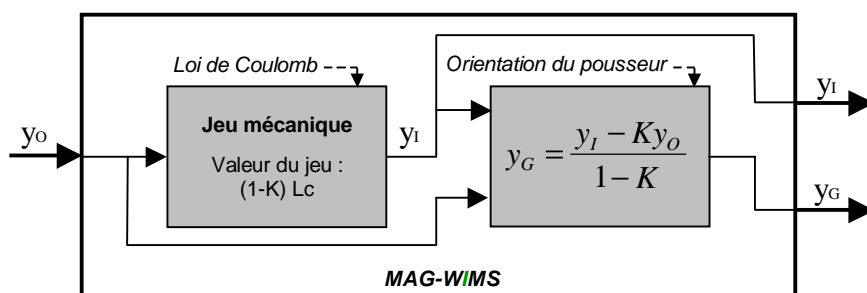 Loi de Coulomb
Orientation du pousseur
yO
Jeu mécanique
Valeur du jeu :
(1-K) Lc
yI
yG = (yI − KyO) / (1 − K)
yI
yG
MAG-WIMS